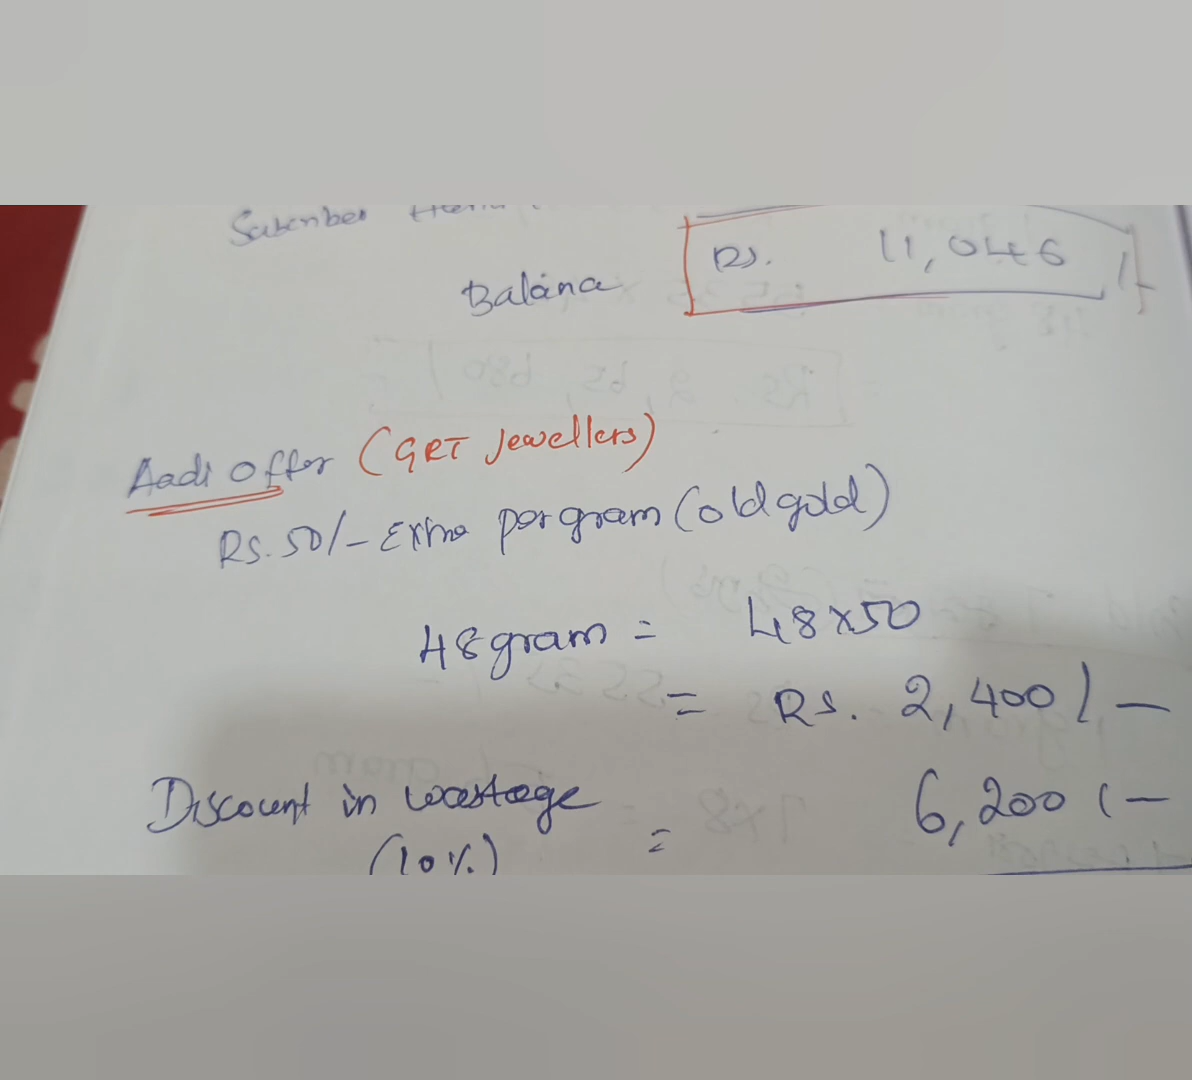 Balana Rs. 11,046/-
Aadi Offer (GRT Jewellers)
RS.50/- Extra per gram (old gold)
48 gram = 48x50
= Rs. 2,400/-
Discount in wastage = 6,200/-
(10%)